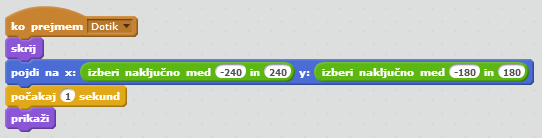 ko prejmem Dotik
skrij
pojdi na x: izberi naključno med -240 in 240 y: izberi naključno med -180 in 180
počakaj 1 sekund
prikaži